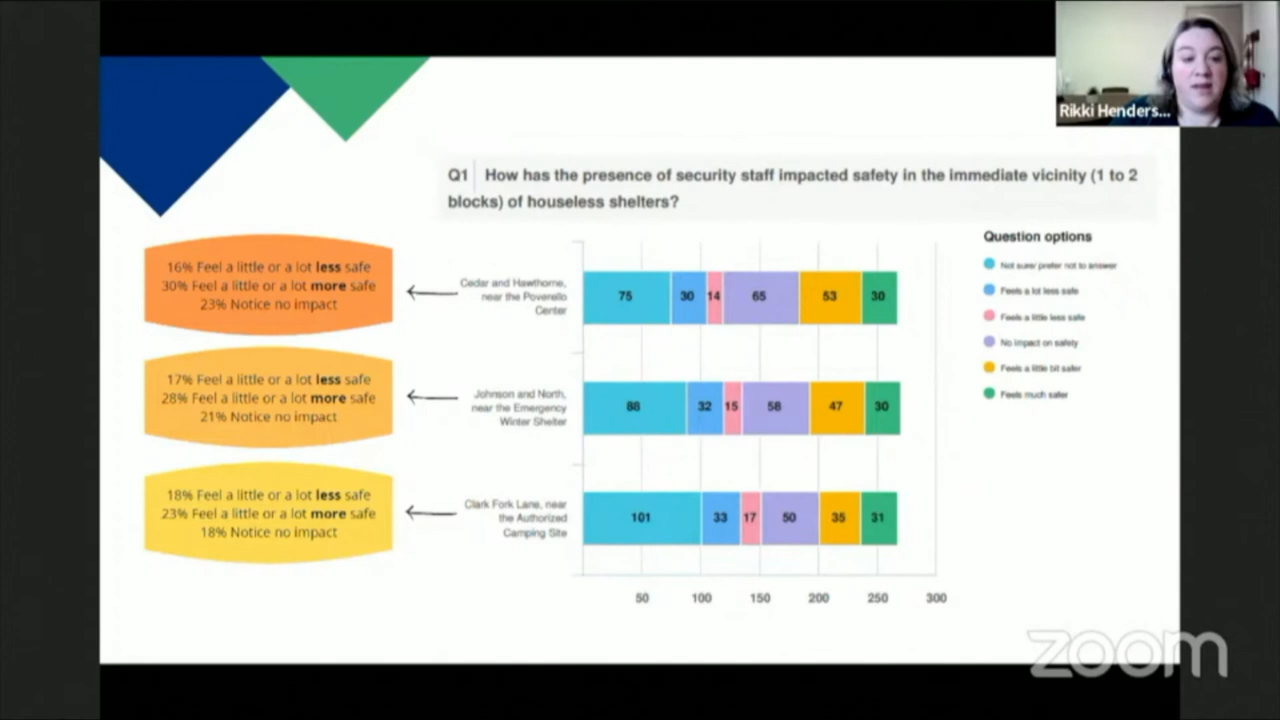 Rikki Henders...
Q1 How has the presence of security staff impacted safety in the immediate vicinity (1 to 2
blocks) of houseless shelters?
16% Feel a little or a lot less safe
30% Feel a little or a lot more safe
23% Notice no impact
Cedar and Hawthorne,
near the Poverello
Center
75 30 14 65 53 30
17% Feel a little or a lot less safe
28% Feel a little or a lot more safe
21% Notice no impact
Johnson and North,
near the Emergency
Winter Shelter
88 32 15 58 47 30
18% Feel a little or a lot less safe
23% Feel a little or a lot more safe
18% Notice no impact
Clark Fork Lane, near
the Authorized
Camping Site
101 33 17 50 35 31
50 100 150 200 250 300
Question options
Not sure/ prefer not to answer
Feels a lot less safe
Feels a little less safe
No impact on safety
Feels a little bit safer
Feels much safer
zoom